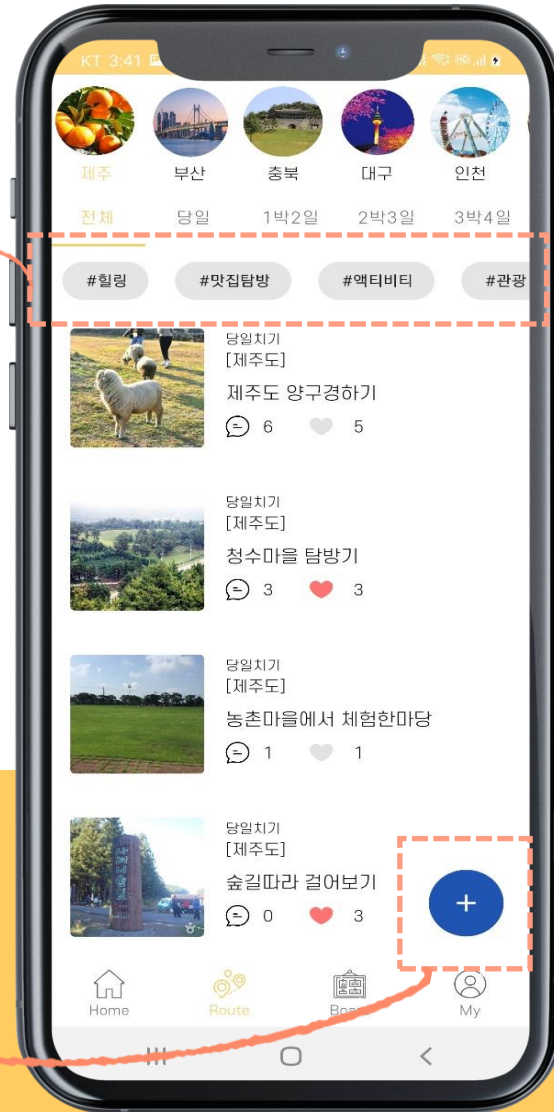 KT 3:41
제주 부산 충북 대구 인천
전체 당일 1박2일 2박3일 3박4일
#힐링 #맛집탐방 #액티비티 #관광
당일치기
[제주도]
제주도 양구경하기
6 5
당일치기
[제주도]
청수마을 탐방기
3 3
당일치기
[제주도]
농촌마을에서 체험한마당
1 1
당일치기
[제주도]
숲길따라 걸어보기
0 3
+
Home Route My